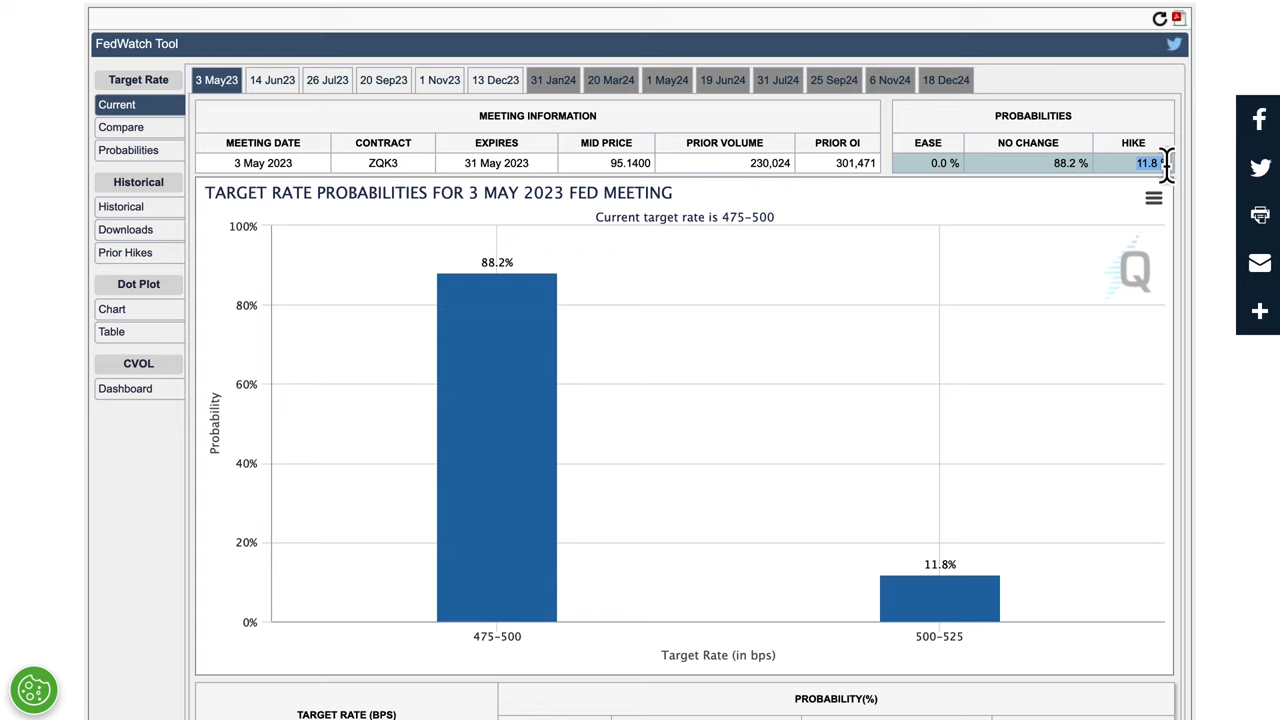 FedWatch Tool
Target Rate
Current
Compare
Probabilities
Historical
Historical
Downloads
Prior Hikes
Dot Plot
Chart
Table
CVOL
Dashboard
3 May23 14 Jun23 26 Jul23 20 Sep23 1 Nov23 13 Dec23 31 Jan24 20 Mar24 1 May24 19 Jun24 31 Jul24 25 Sep24 6 Nov24 18 Dec24
MEETING INFORMATION
MEETING DATE CONTRACT EXPIRES MID PRICE PRIOR VOLUME PRIOR OI
3 May 2023 ZQK3 31 May 2023 95.1400 230,024 301,471
PROBABILITIES
EASE NO CHANGE HIKE
0.0 % 88.2 % 11.8
TARGET RATE PROBABILITIES FOR 3 MAY 2023 FED MEETING
Current target rate is 475-500
Q
100%
80%
60%
40%
20%
0%
Probability
88.2%
11.8%
475-500 500-525
Target Rate (in bps)
TARGET RATE (BPS)
PROBABILITY(%)